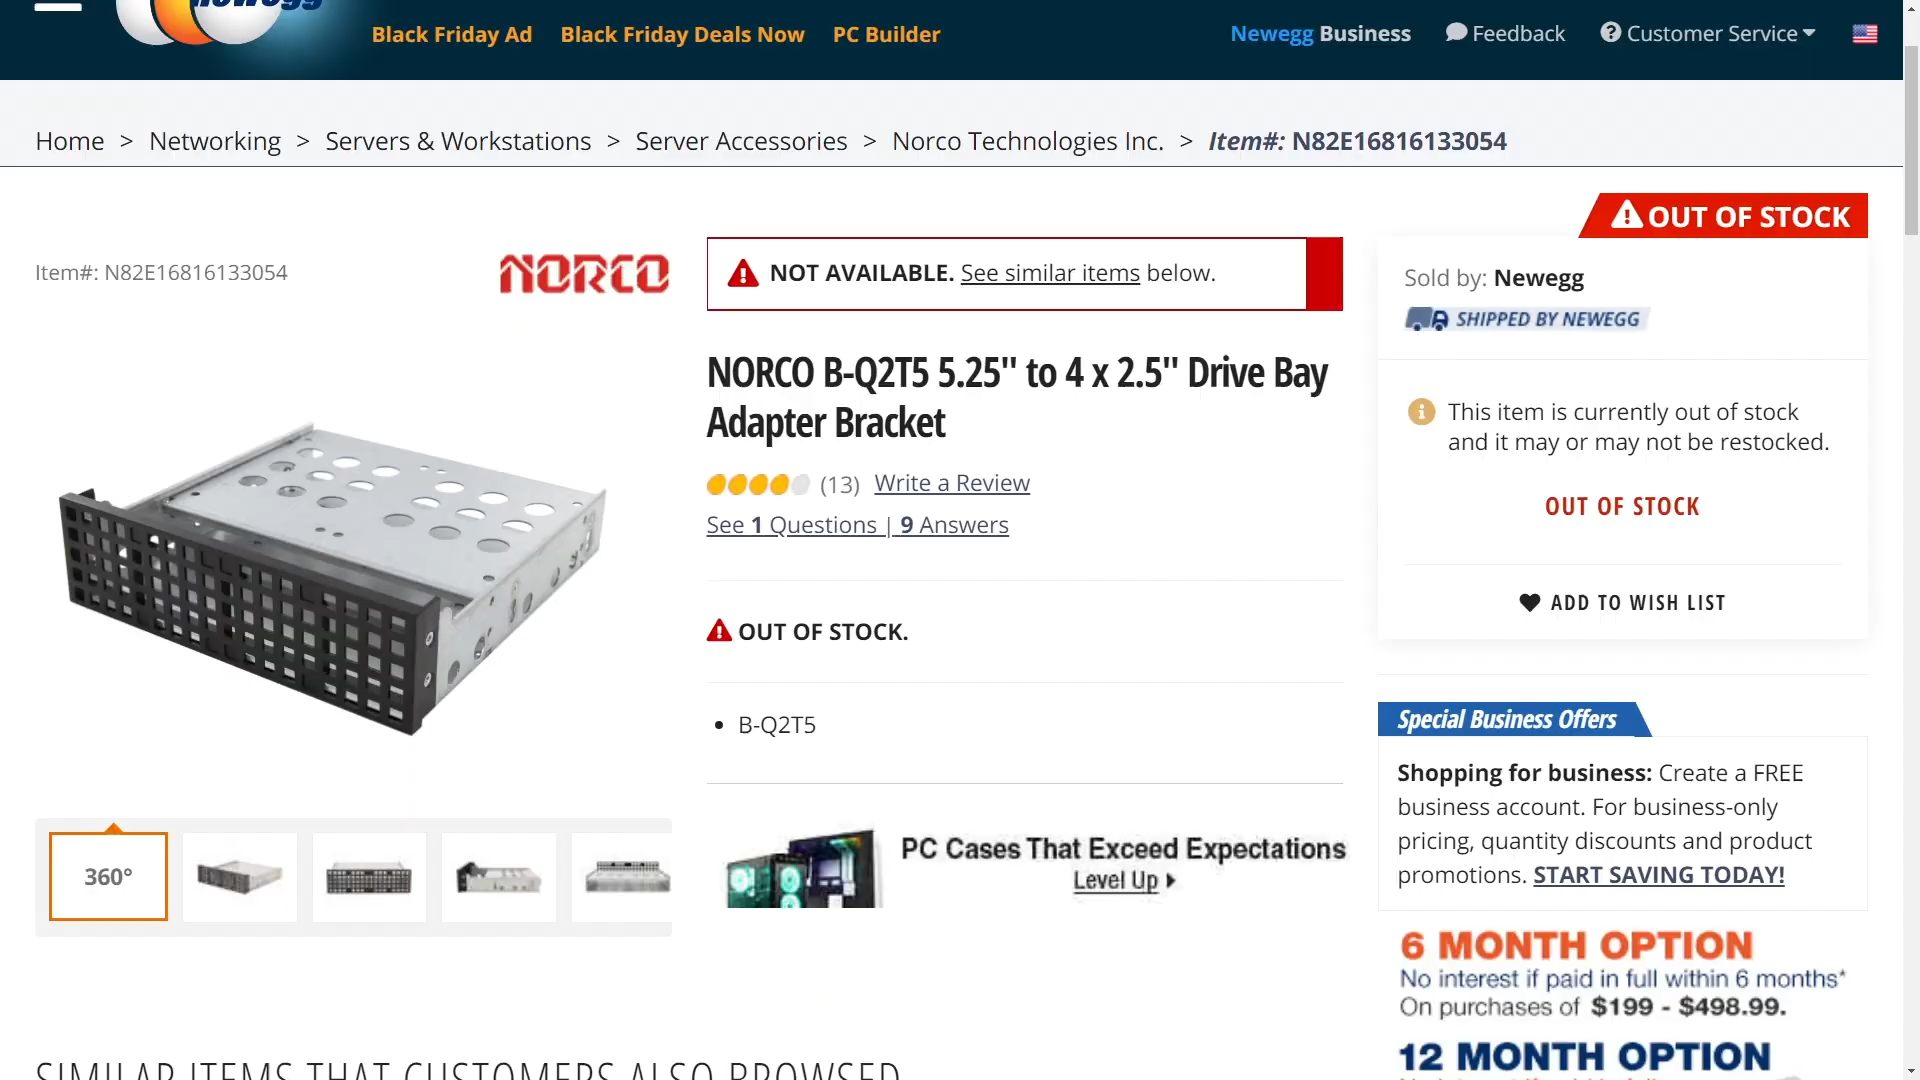 newegg
Black Friday Ad
Black Friday Deals Now
PC Builder
Newegg Business
Feedback
Customer Service
Home > Networking > Servers & Workstations > Server Accessories > Norco Technologies Inc. > Item#: N82E16816133054
OUT OF STOCK
Item#: N82E16816133054
NORCO
NOT AVAILABLE. See similar items below.
Sold by: Newegg
SHIPPED BY NEWEGG
NORCO B-Q2T5 5.25" to 4 x 2.5" Drive Bay
Adapter Bracket
(13) Write a Review
See 1 Questions | 9 Answers
This item is currently out of stock
and it may or may not be restocked.
OUT OF STOCK
ADD TO WISH LIST
OUT OF STOCK.
B-Q2T5
Special Business Offers
Shopping for business: Create a FREE
business account. For business-only
pricing, quantity discounts and product
promotions. START SAVING TODAY!
360°
PC Cases That Exceed Expectations
Level Up
6 MONTH OPTION
No interest if paid in full within 6 months*
On purchases of $199 - $498.99.
12 MONTH OPTION
SIMILAR ITEMS THAT CUSTOMERS ALSO BROWSED